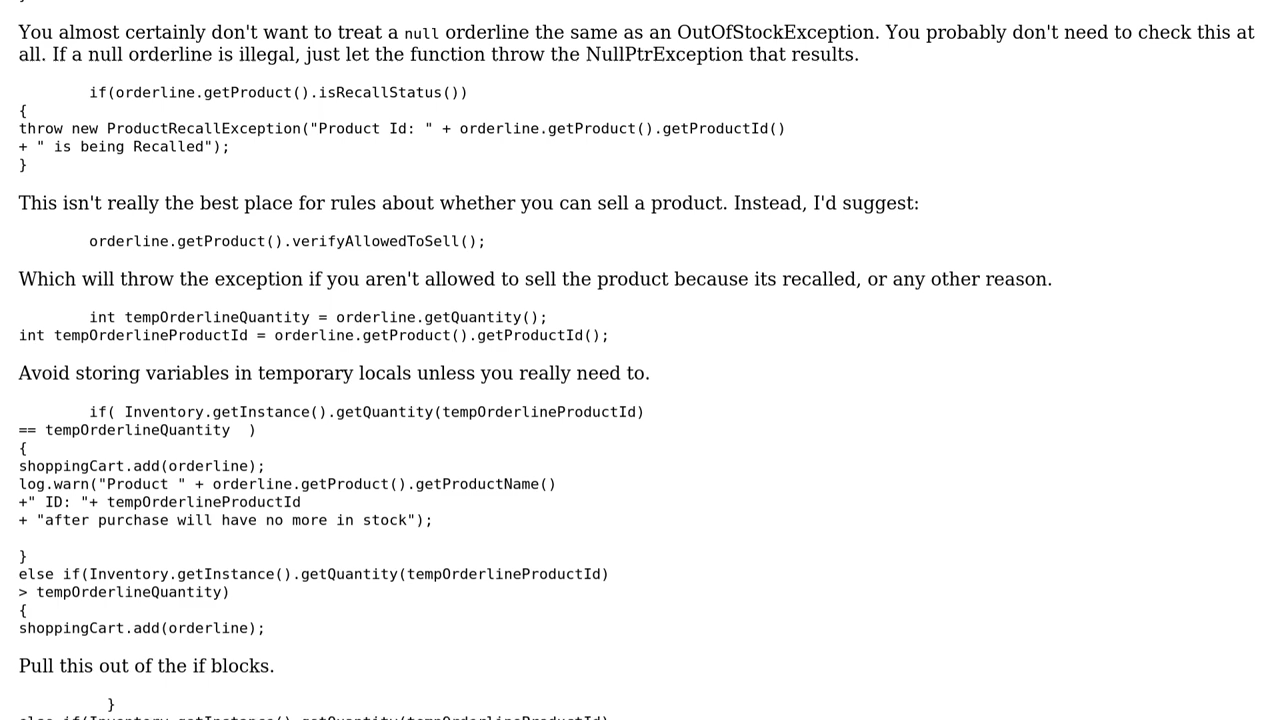 You almost certainly don't want to treat a null orderline the same as an OutOfStockException. You probably don't need to check this at
all. If a null orderline is illegal, just let the function throw the NullPtrException that results.
if(orderline.getProduct().isRecallStatus())
{
throw new ProductRecallException("Product Id: " + orderline.getProduct().getProductId()
+ " is being Recalled");
}
This isn't really the best place for rules about whether you can sell a product. Instead, I'd suggest:
orderline.getProduct().verifyAllowedToSell();
Which will throw the exception if you aren't allowed to sell the product because its recalled, or any other reason.
int tempOrderlineQuantity = orderline.getQuantity();
int tempOrderlineProductId = orderline.getProduct().getProductId();
Avoid storing variables in temporary locals unless you really need to.
if( Inventory.getInstance().getQuantity(tempOrderlineProductId)
== tempOrderlineQuantity  )
{
shoppingCart.add(orderline);
log.warn("Product " + orderline.getProduct().getProductName()
+" ID: "+ tempOrderlineProductId
+ "after purchase will have no more in stock");
}
else if(Inventory.getInstance().getQuantity(tempOrderlineProductId)
> tempOrderlineQuantity)
{
shoppingCart.add(orderline);
Pull this out of the if blocks.
}